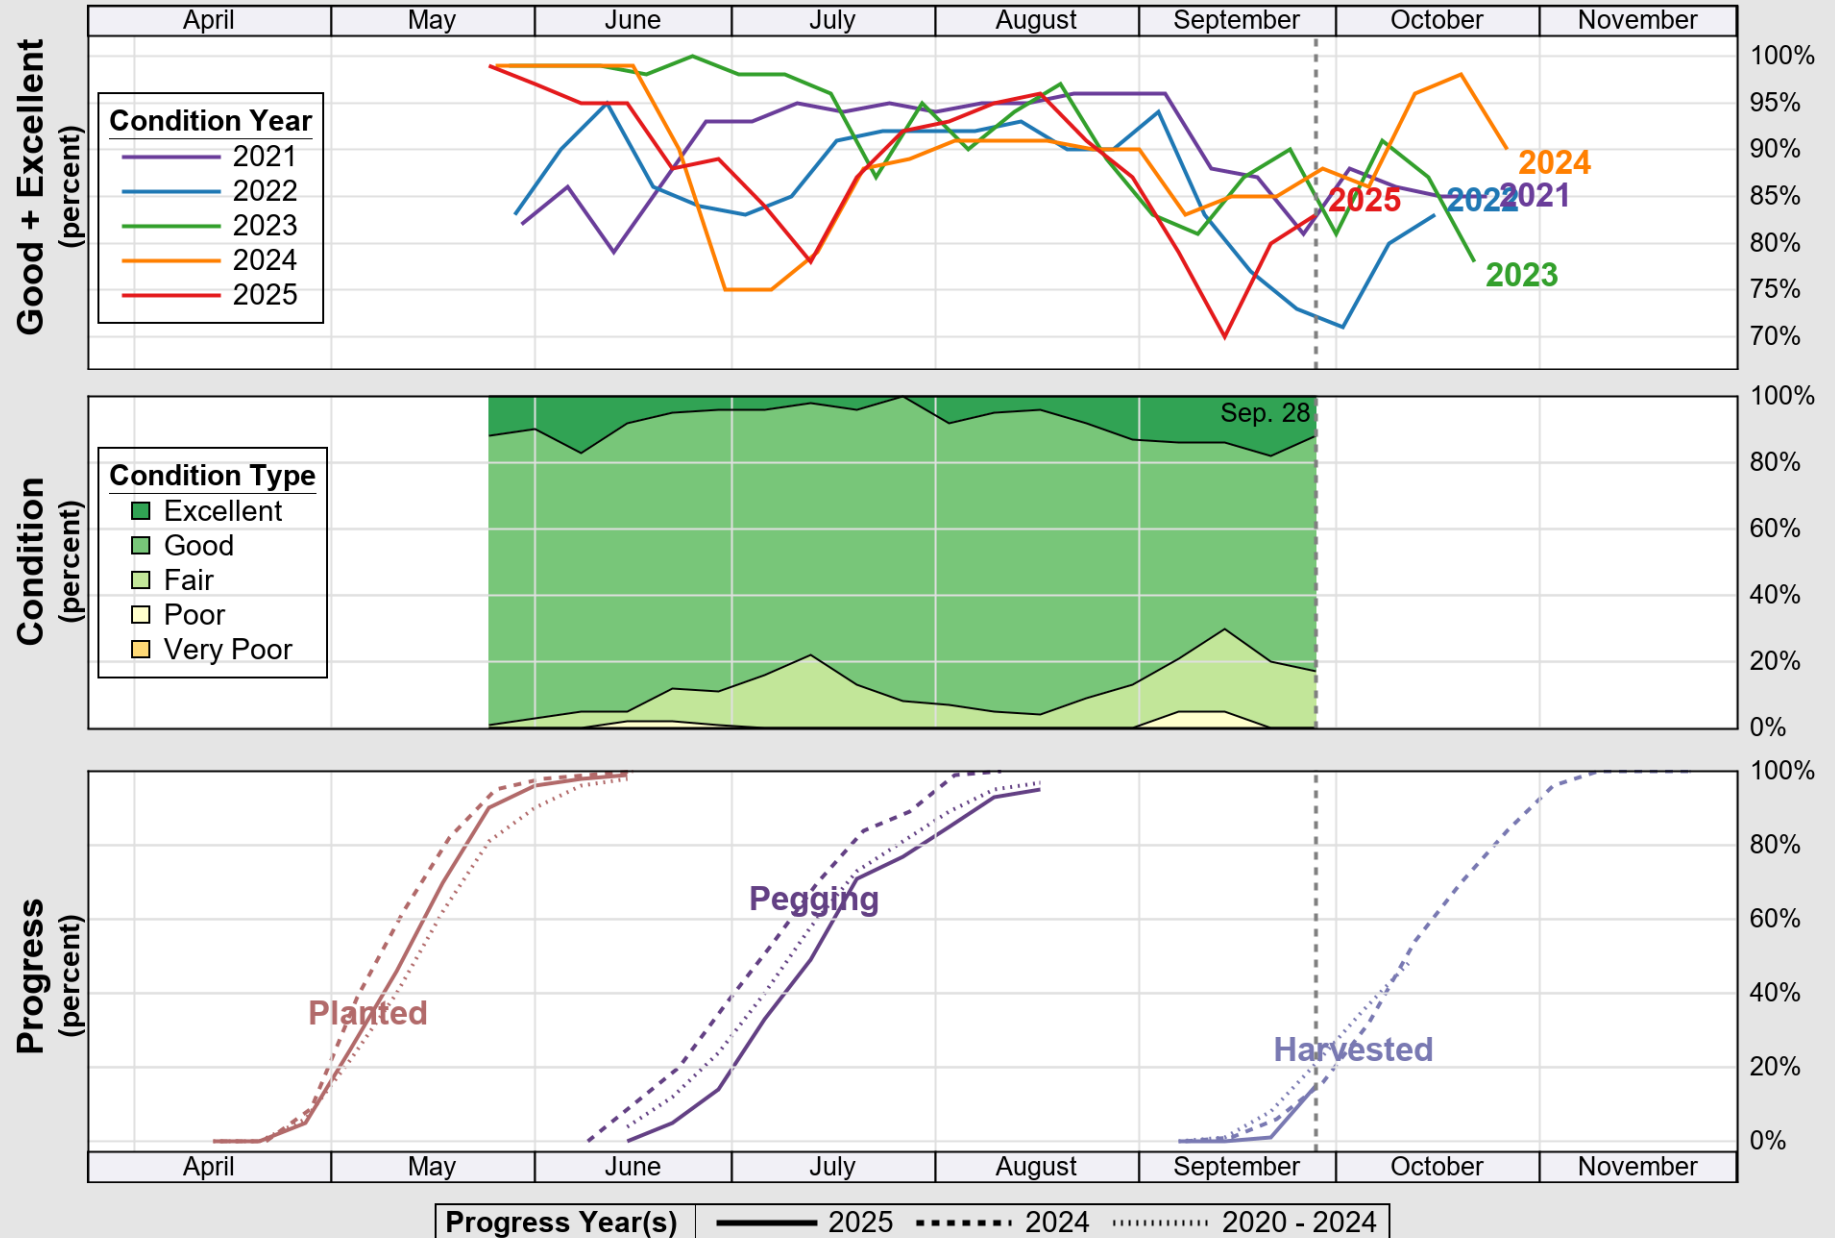 April May June July August September October November
Good + Excellent
(percent)
100%
95%
90%
85%
80%
75%
70%
Condition Year
2021
2022
2023
2024
2025
2024
2021
2022
2025
2023
Condition
(percent)
100%
80%
60%
40%
20%
0%
Sep. 28
Condition Type
Excellent
Good
Fair
Poor
Very Poor
Progress
(percent)
100%
80%
60%
40%
20%
0%
Pegging
Planted
Harvested
April May June July August September October November
Progress Year(s) 2025 2024 2020 - 2024